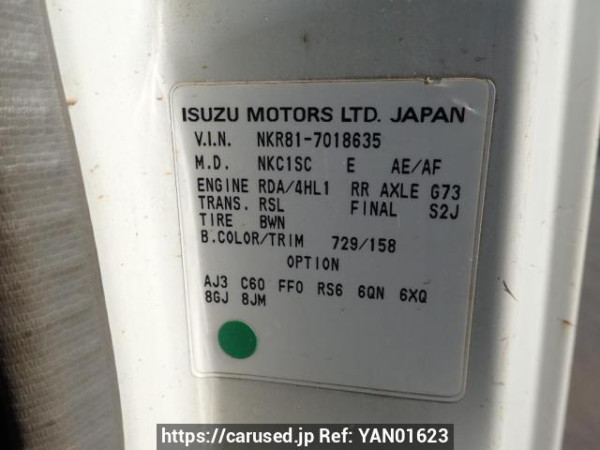 ISUZU MOTORS LTD. JAPAN
V.I.N. NKR81-7018635
M.D. NKC1SC E AE/AF
ENGINE RDA/4HL1 RR AXLE G73
TRANS. RSL FINAL S2J
TIRE BWN
B.COLOR/TRIM 729/158
OPTION
AJ3 C60 FF0 RS6 6QN 6XQ
8GJ 8JM
https://carused.jp Ref: YAN01623